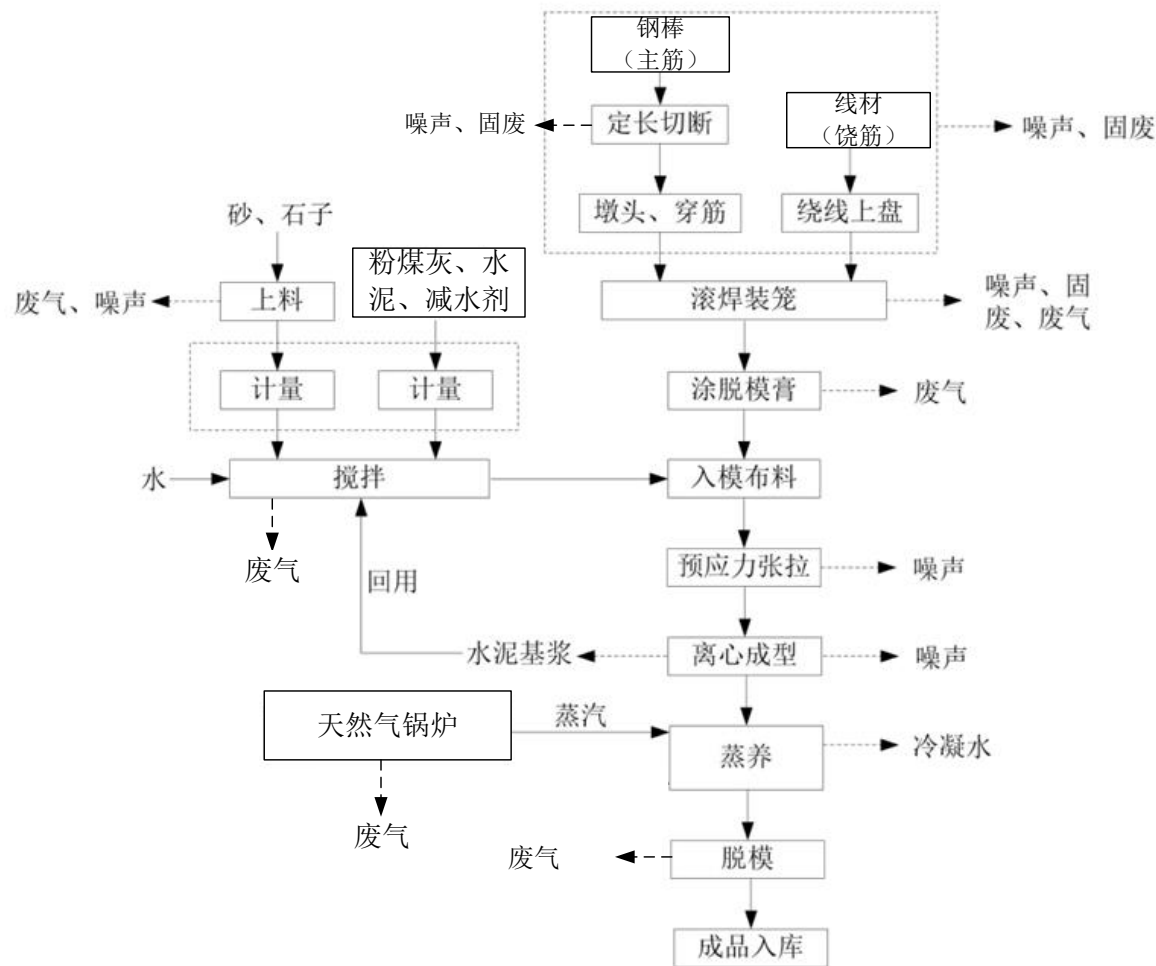 钢棒
（主筋）
噪声、固废
定长切断
线材
（饶筋）
噪声、固废
墩头、穿筋
绕线上盘
砂、石子
粉煤灰、水
泥、减水剂
废气、噪声
上料
滚焊装笼
噪声、固
废、废气
计量
计量
涂脱模膏
废气
水
搅拌
入模布料
废气
回用
预应力张拉
噪声
水泥基浆
离心成型
噪声
天然气锅炉
蒸汽
蒸养
冷凝水
废气
废气
脱模
成品入库